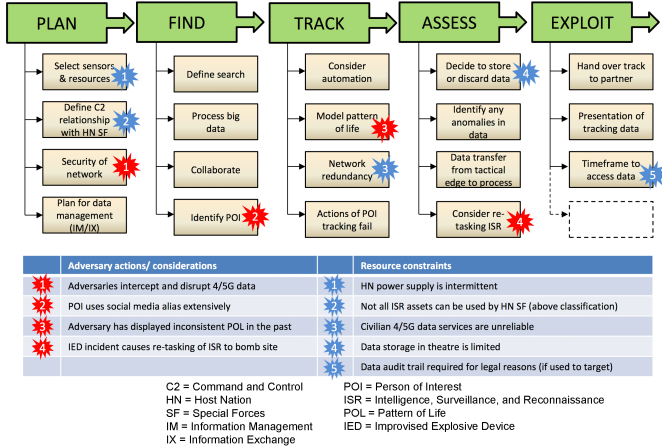 PLAN
FIND
TRACK
ASSESS
EXPLOIT
Select sensors
& resources
1
Define C2
relationship
with HN SF
2
Security of
network
1
Plan for data
management
(IM/IX)
Define search
Process big
data
Collaborate
Identify POI
2
Consider
automation
Model pattern
of life
3
Network
redundancy
3
Actions of POI
tracking fail
Decide to store
or discard data
4
Identify any
anomalies in
data
Data transfer
from tactical
edge to process
Consider re-
tasking ISR
4
Hand over track
to partner
Presentation of
tracking data
Timeframe to
access data
5
Adversary actions/ considerations
Resource constraints
1 Adversaries intercept and disrupt 4/5G data
1 HN power supply is intermittent
2 POI uses social media alias extensively
2 Not all ISR assets can be used by HN SF (above classification)
3 Adversary has displayed inconsistent POL in the past
3 Civilian 4/5G data services are unreliable
4 IED incident causes re-tasking of ISR to bomb site
4 Data storage in theatre is limited
5 Data audit trail required for legal reasons (if used to target)
C2 = Command and Control
HN = Host Nation
SF = Special Forces
IM = Information Management
IX = Information Exchange
POI = Person of Interest
ISR = Intelligence, Surveillance, and Reconnaissance
POL = Pattern of Life
IED = Improvised Explosive Device